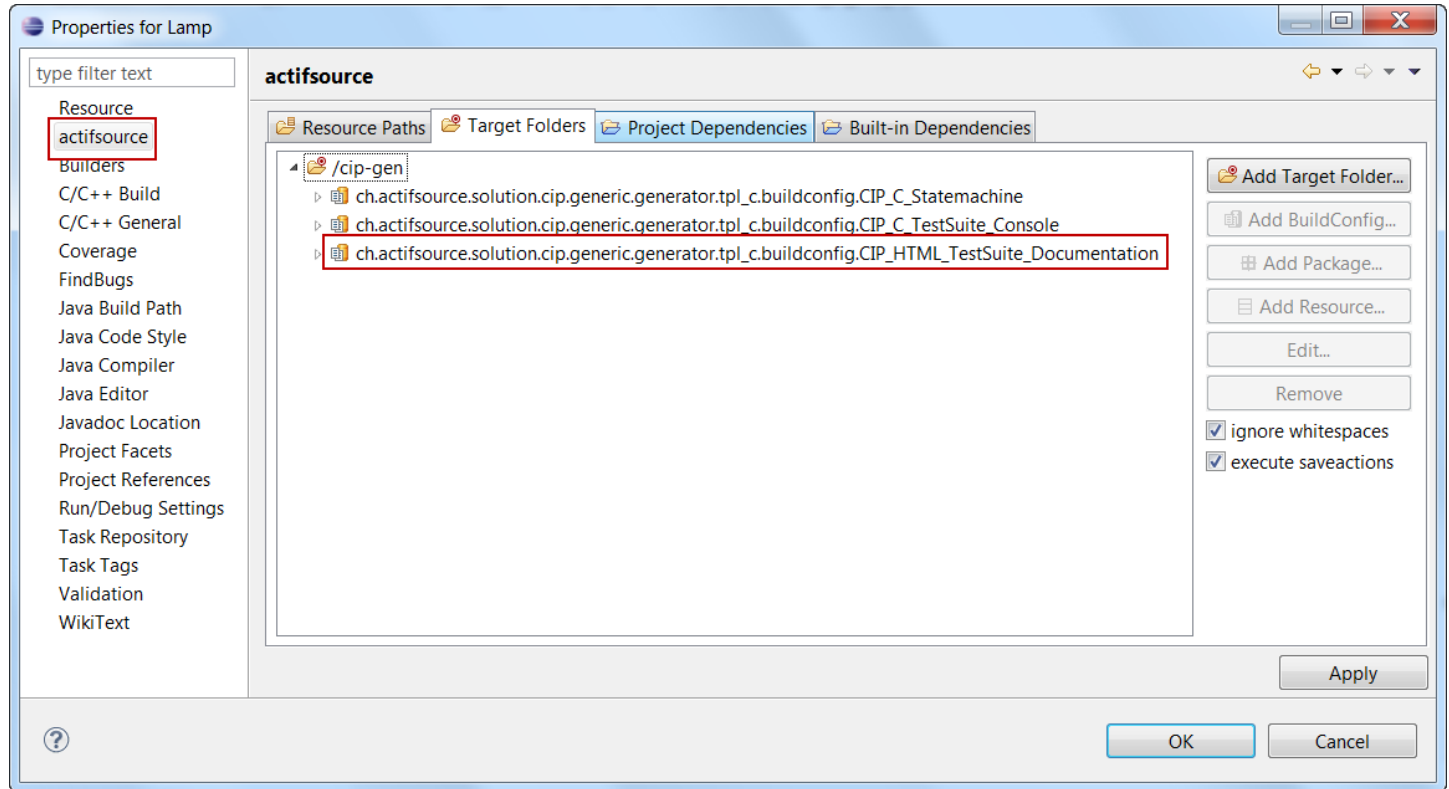 Properties for Lamp
type filter text
actifsource
Resource
actifsource
Builders
C/C++ Build
C/C++ General
Coverage
FindBugs
Java Build Path
Java Code Style
Java Compiler
Java Editor
Javadoc Location
Project Facets
Project References
Run/Debug Settings
Task Repository
Task Tags
Validation
WikiText
Resource Paths Target Folders Project Dependencies Built-in Dependencies
/cip-gen
ch.actifsource.solution.cip.generic.generator.tpl_c.buildconfig.CIP_C_Statemachine
ch.actifsource.solution.cip.generic.generator.tpl_c.buildconfig.CIP_C_TestSuite_Console
ch.actifsource.solution.cip.generic.generator.tpl_c.buildconfig.CIP_HTML_TestSuite_Documentation
Add Target Folder...
Add BuildConfig...
Add Package...
Add Resource...
Edit...
Remove
ignore whitespaces
execute saveactions
Apply
OK Cancel